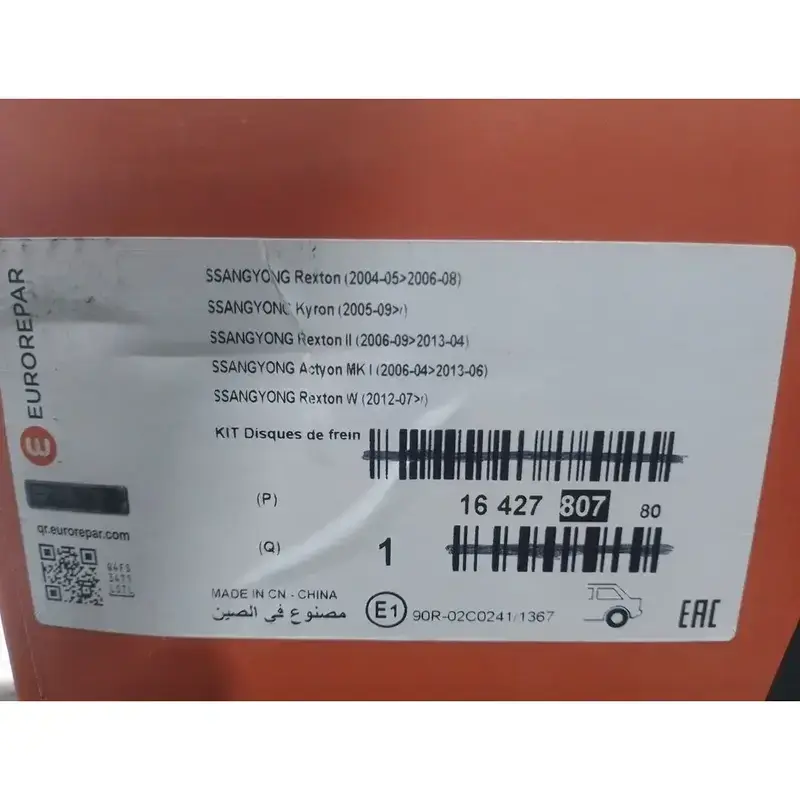 EUROREPAR
SSANGYONG Rexton (2004-05>2006-08)
SSANGYONG Kyron (2005-09>/)
SSANGYONG Rexton II (2006-09>2013-04)
SSANGYONG Actyon MK I (2006-04>2013-06)
SSANGYONG Rexton W (2012-07>/)
KIT Disques de frein
(P) 16 427 807 80
qr.eurorepar.com
(Q) 1
MADE IN CN - CHINA
مصنوع في الصين
E1 90R-02C0241/1367
EAC